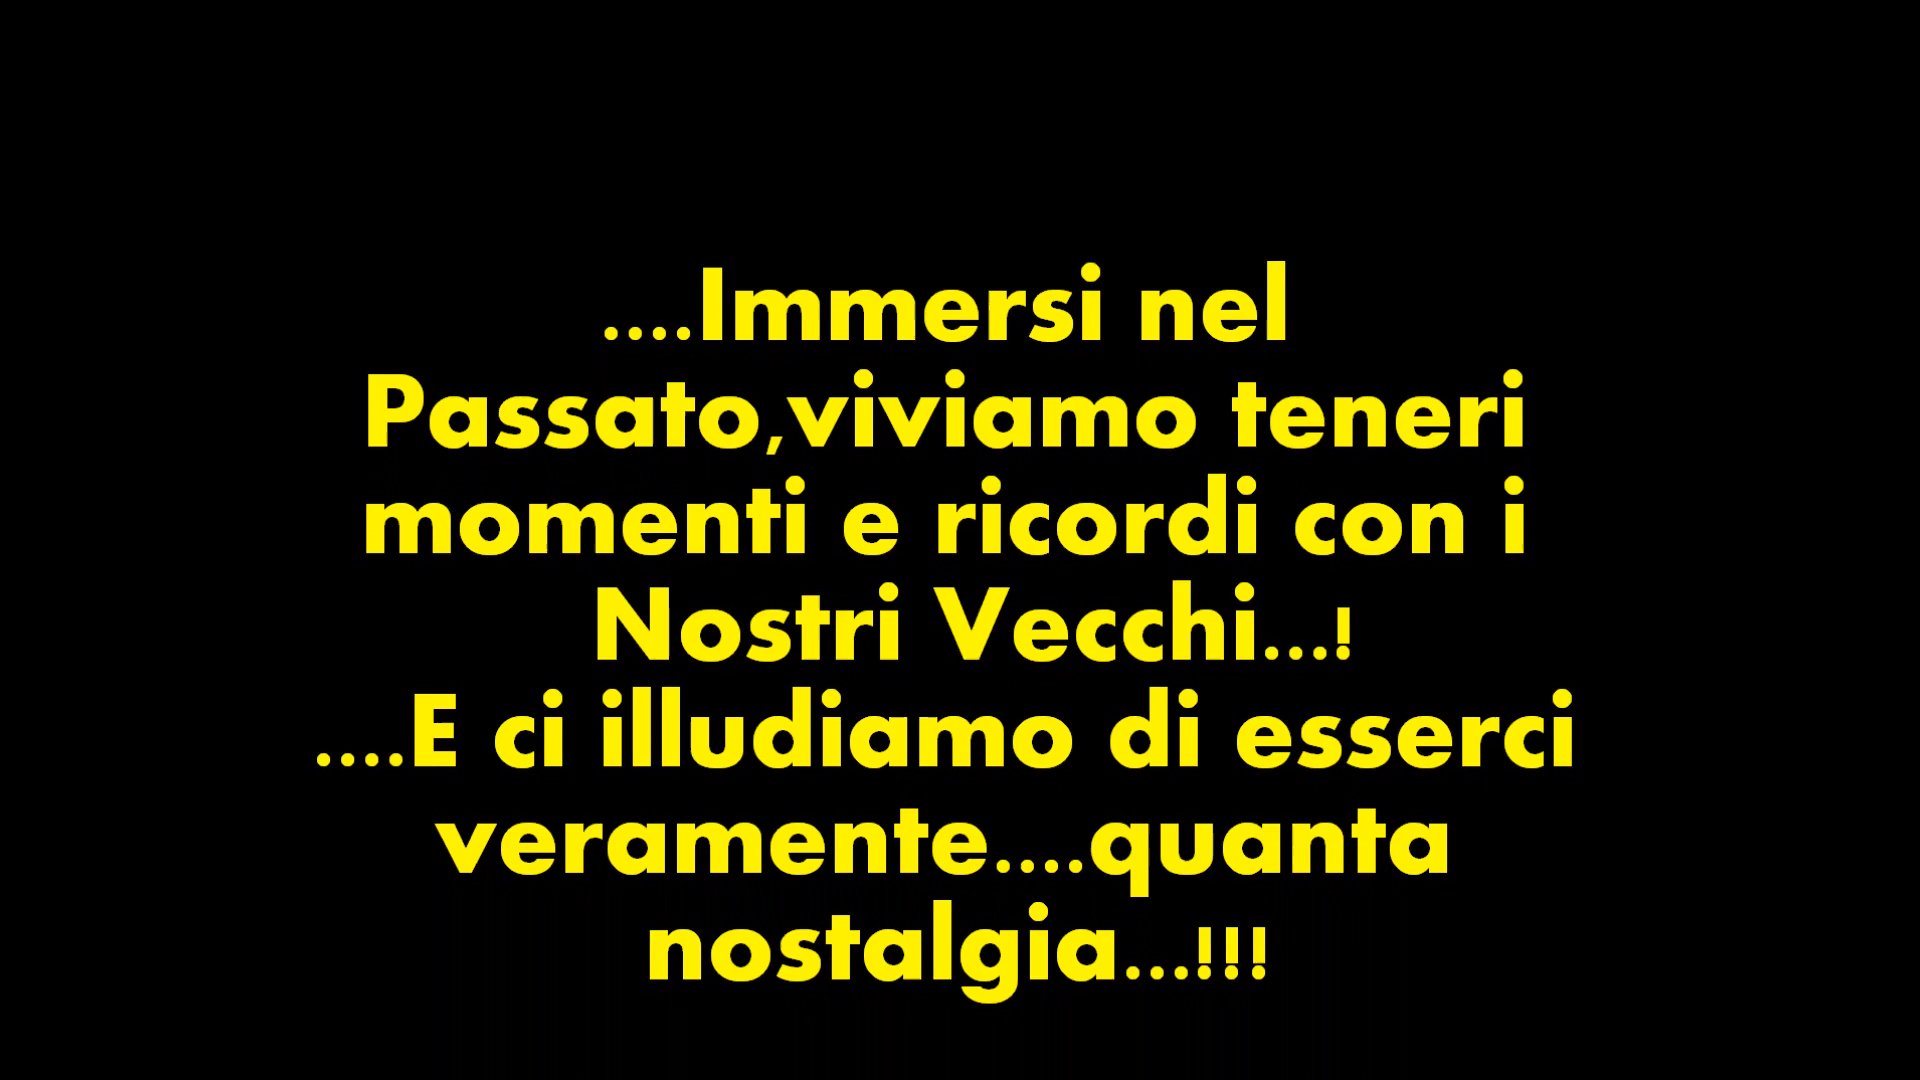 ....Immersi nel
Passato,viviamo teneri
momenti e ricordi con i
Nostri Vecchi...!
....E ci illudiamo di esserci
veramente....quanta
nostalgia...!!!